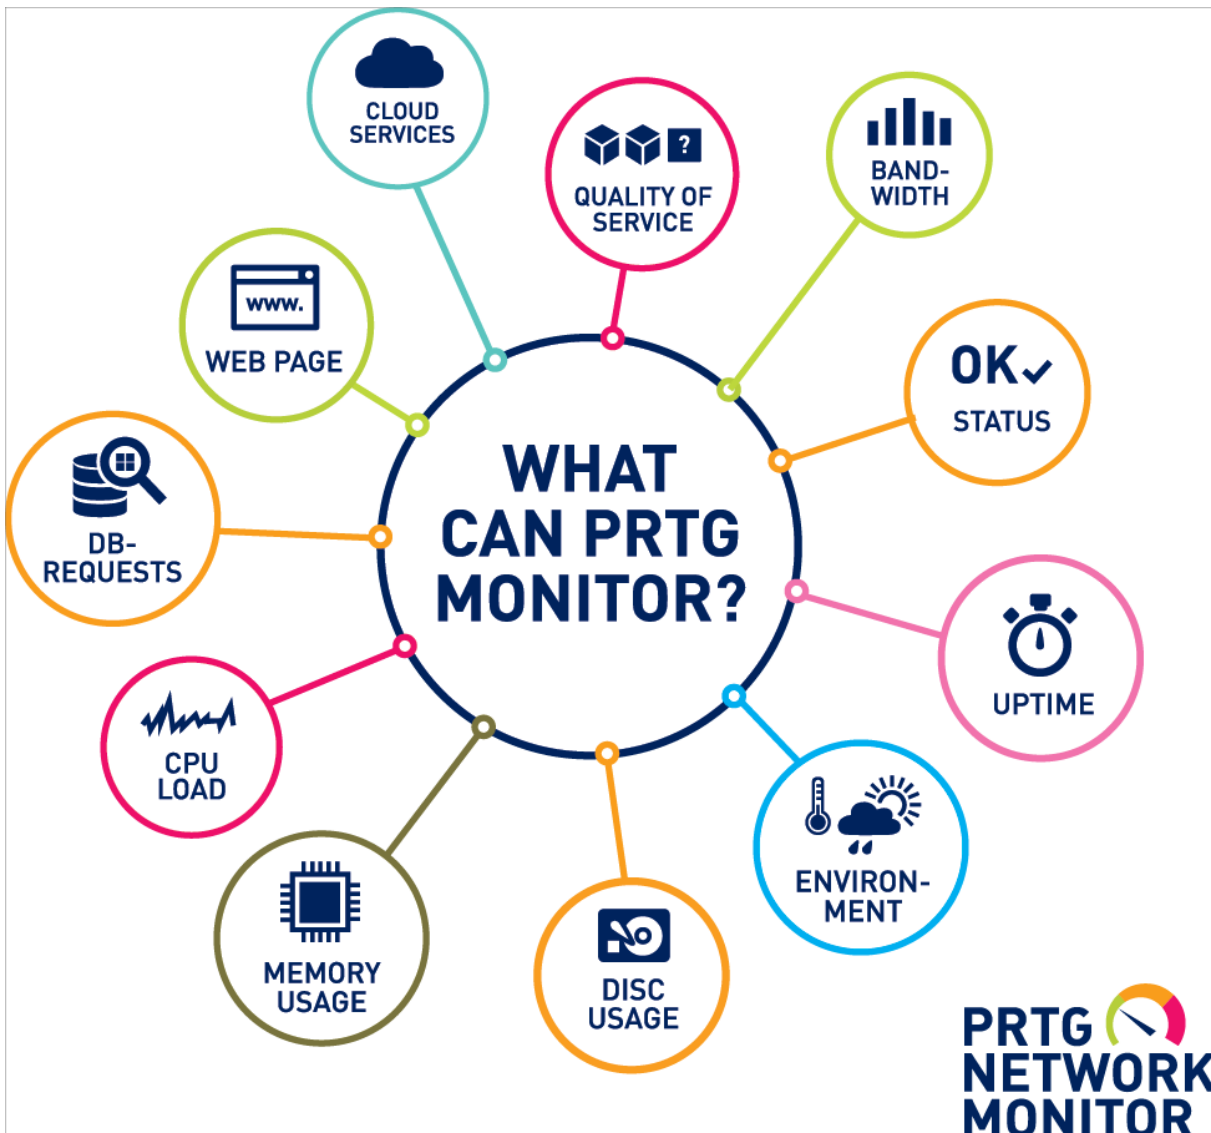 CLOUD
SERVICES
QUALITY OF
SERVICE
?
BAND-
WIDTH
www.
WEB PAGE
OK
STATUS
DB-
REQUESTS
WHAT
CAN PRTG
MONITOR?
UPTIME
CPU
LOAD
ENVIRON-
MENT
MEMORY
USAGE
DISC
USAGE
PRTG
NETWORK
MONITOR